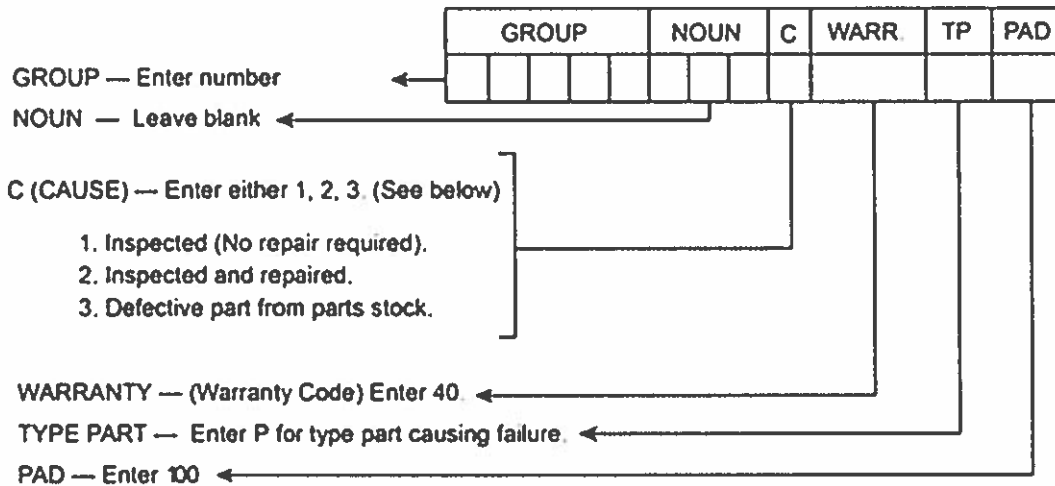 GROUP NOUN C WARR. TP PAD
GROUP — Enter number
NOUN — Leave blank
C (CAUSE) — Enter either 1, 2, 3. (See below)
1. Inspected (No repair required).
2. Inspected and repaired.
3. Defective part from parts stock.
WARRANTY — (Warranty Code) Enter 40.
TYPE PART — Enter P for type part causing failure.
PAD — Enter 100